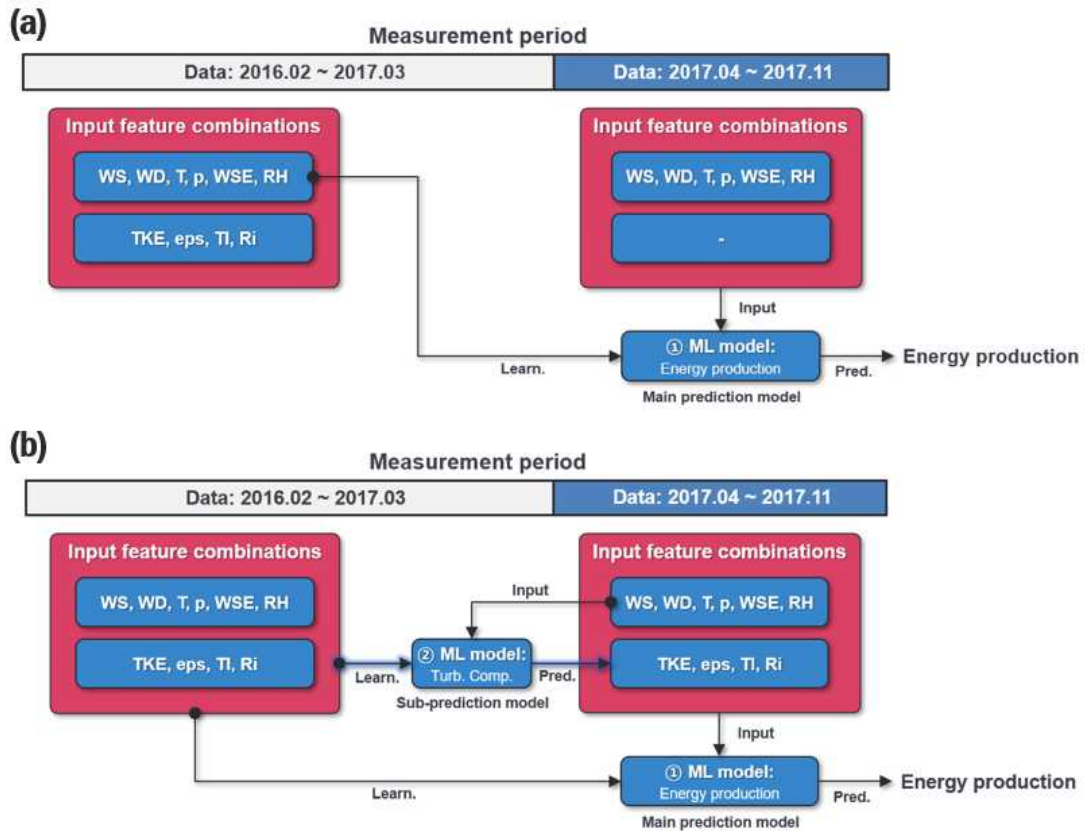 (a)
Measurement period
Data: 2016.02 ~ 2017.03
Data: 2017.04 ~ 2017.11
Input feature combinations
WS, WD, T, p, WSE, RH
TKE, eps, TI, Ri
Input feature combinations
WS, WD, T, p, WSE, RH
-
Input
Learn.
① ML model:
Energy production
Pred.
Energy production
Main prediction model
(b)
Measurement period
Data: 2016.02 ~ 2017.03
Data: 2017.04 ~ 2017.11
Input feature combinations
WS, WD, T, p, WSE, RH
TKE, eps, TI, Ri
Input
Learn.
② ML model:
Turb. Comp.
Pred.
Sub-prediction model
Input feature combinations
WS, WD, T, p, WSE, RH
TKE, eps, TI, Ri
Input
Learn.
① ML model:
Energy production
Pred.
Energy production
Main prediction model